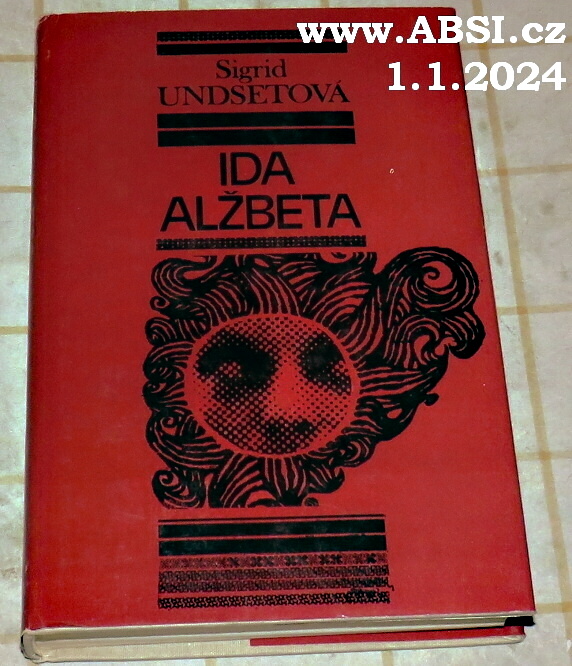 www.ABSI.cz
1.1.2024
Sigrid
UNDSETOVÁ
IDA
ALŽBETA